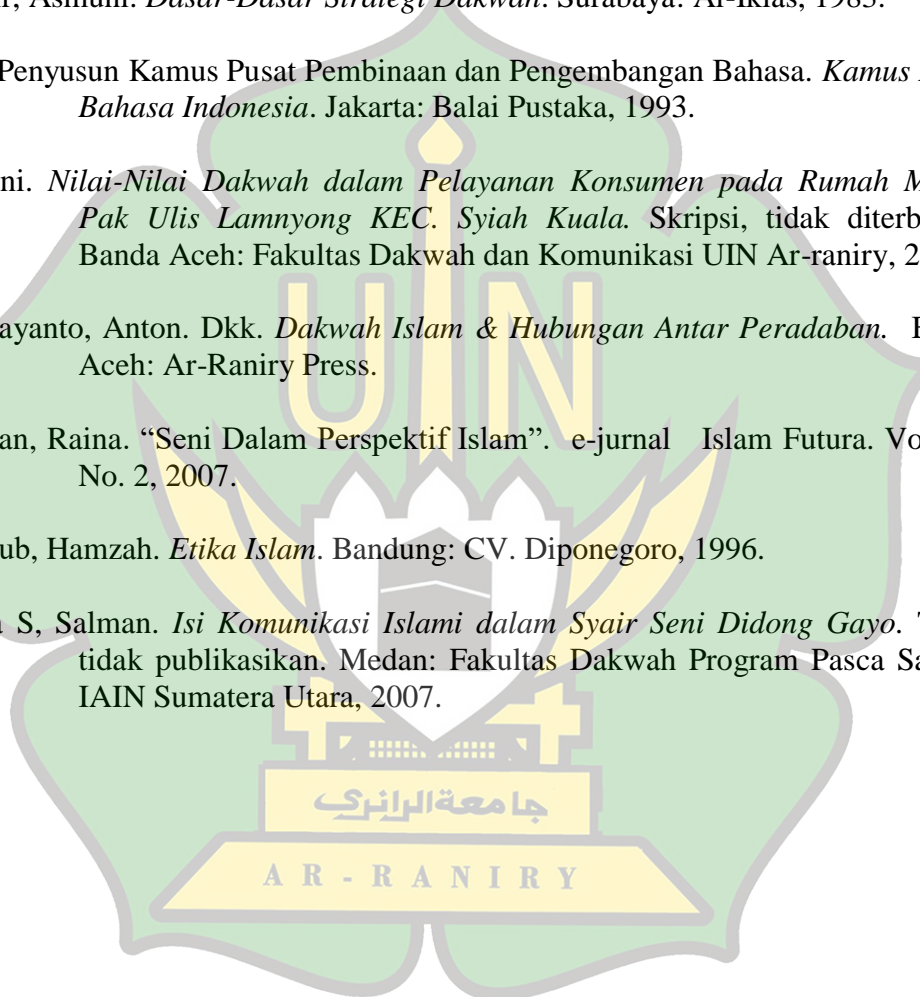 Dasar-Dasar Strategi Dakwah. Surabaya: Al-Ikhlas, 1983.
Penyusun Kamus Pusat Pembinaan dan Pengembangan Bahasa. Kamus
Bahasa Indonesia. Jakarta: Balai Pustaka, 1993.
ni. Nilai-Nilai Dakwah dalam Pelayanan Konsumen pada Rumah M
Pak Ulis Lamnyong KEC. Syiah Kuala. Skripsi, tidak diterb
Banda Aceh: Fakultas Dakwah dan Komunikasi UIN Ar-raniry, 2
ayanto, Anton. Dkk. Dakwah Islam & Hubungan Antar Peradaban.
Aceh: Ar-Raniry Press.
an, Raina. “Seni Dalam Perspektif Islam”. e-jurnal Islam Futura. Vo
No. 2, 2007.
ub, Hamzah. Etika Islam. Bandung: CV. Diponegoro, 1996.
S, Salman. Isi Komunikasi Islami dalam Syair Seni Didong Gayo.
tidak publikasikan. Medan: Fakultas Dakwah Program Pasca Sa
IAIN Sumatera Utara, 2007.
UIN
جامعة الرانري
AR-RANIRY